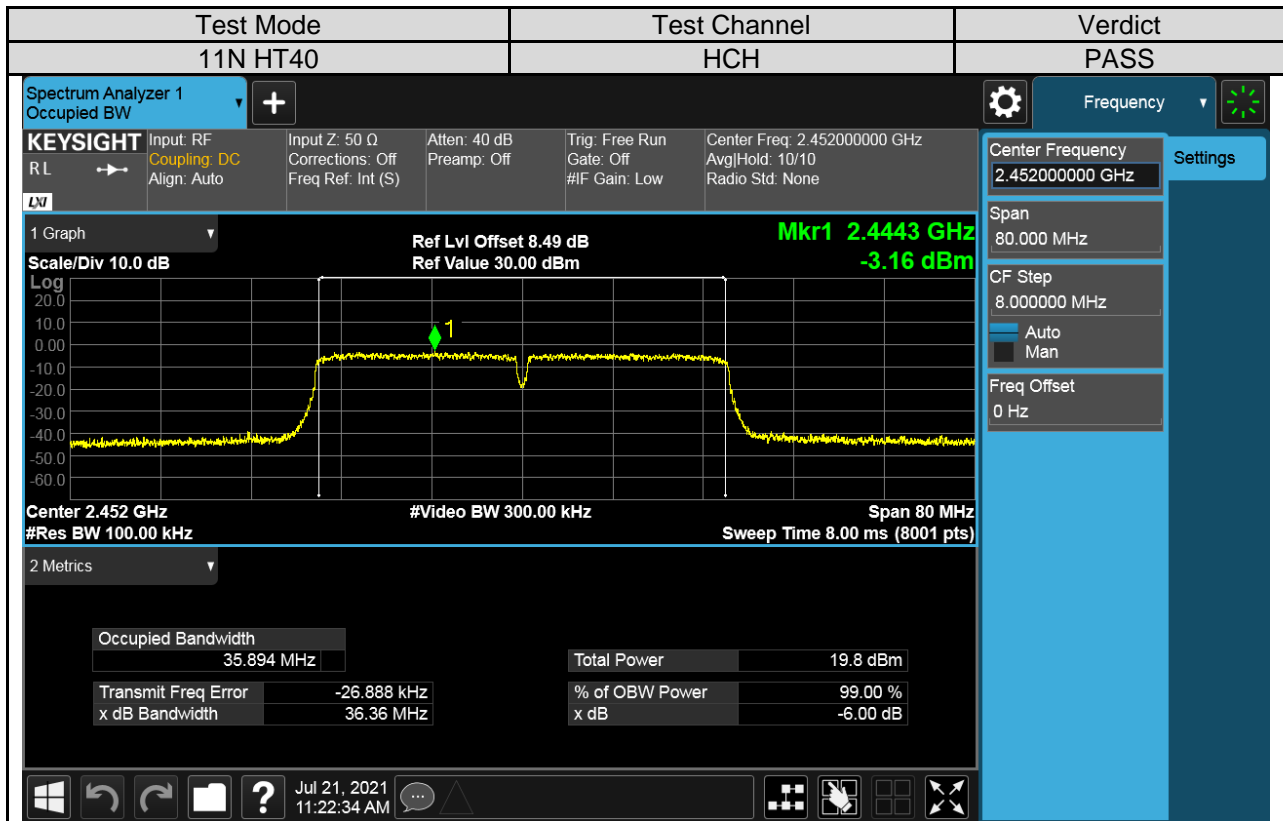 Test Mode Test Channel Verdict
11N HT40 HCH PASS
Spectrum Analyzer 1
Occupied BW
+
Frequency
KEYSIGHT
RL
LXI
Input: RF
Coupling: DC
Align: Auto
Input Z: 50 Ω
Corrections: Off
Freq Ref: Int (S)
Atten: 40 dB
Preamp: Off
Trig: Free Run
Gate: Off
#IF Gain: Low
Center Freq: 2.452000000 GHz
Avg|Hold: 10/10
Radio Std: None
Center Frequency
2.452000000 GHz
Settings
Span
80.000 MHz
CF Step
8.000000 MHz
Auto
Man
Freq Offset
0 Hz
1 Graph
Scale/Div 10.0 dB
Ref Lvl Offset 8.49 dB
Ref Value 30.00 dBm
Mkr1 2.4443 GHz
-3.16 dBm
Log
20.0
10.0
0.00
-10.0
-20.0
-30.0
-40.0
-50.0
-60.0
1
Center 2.452 GHz
#Res BW 100.00 kHz
#Video BW 300.00 kHz
Span 80 MHz
Sweep Time 8.00 ms (8001 pts)
2 Metrics
Occupied Bandwidth
35.894 MHz
Total Power 19.8 dBm
Transmit Freq Error -26.888 kHz
% of OBW Power 99.00 %
x dB Bandwidth 36.36 MHz
x dB -6.00 dB
?
Jul 21, 2021
11:22:34 AM